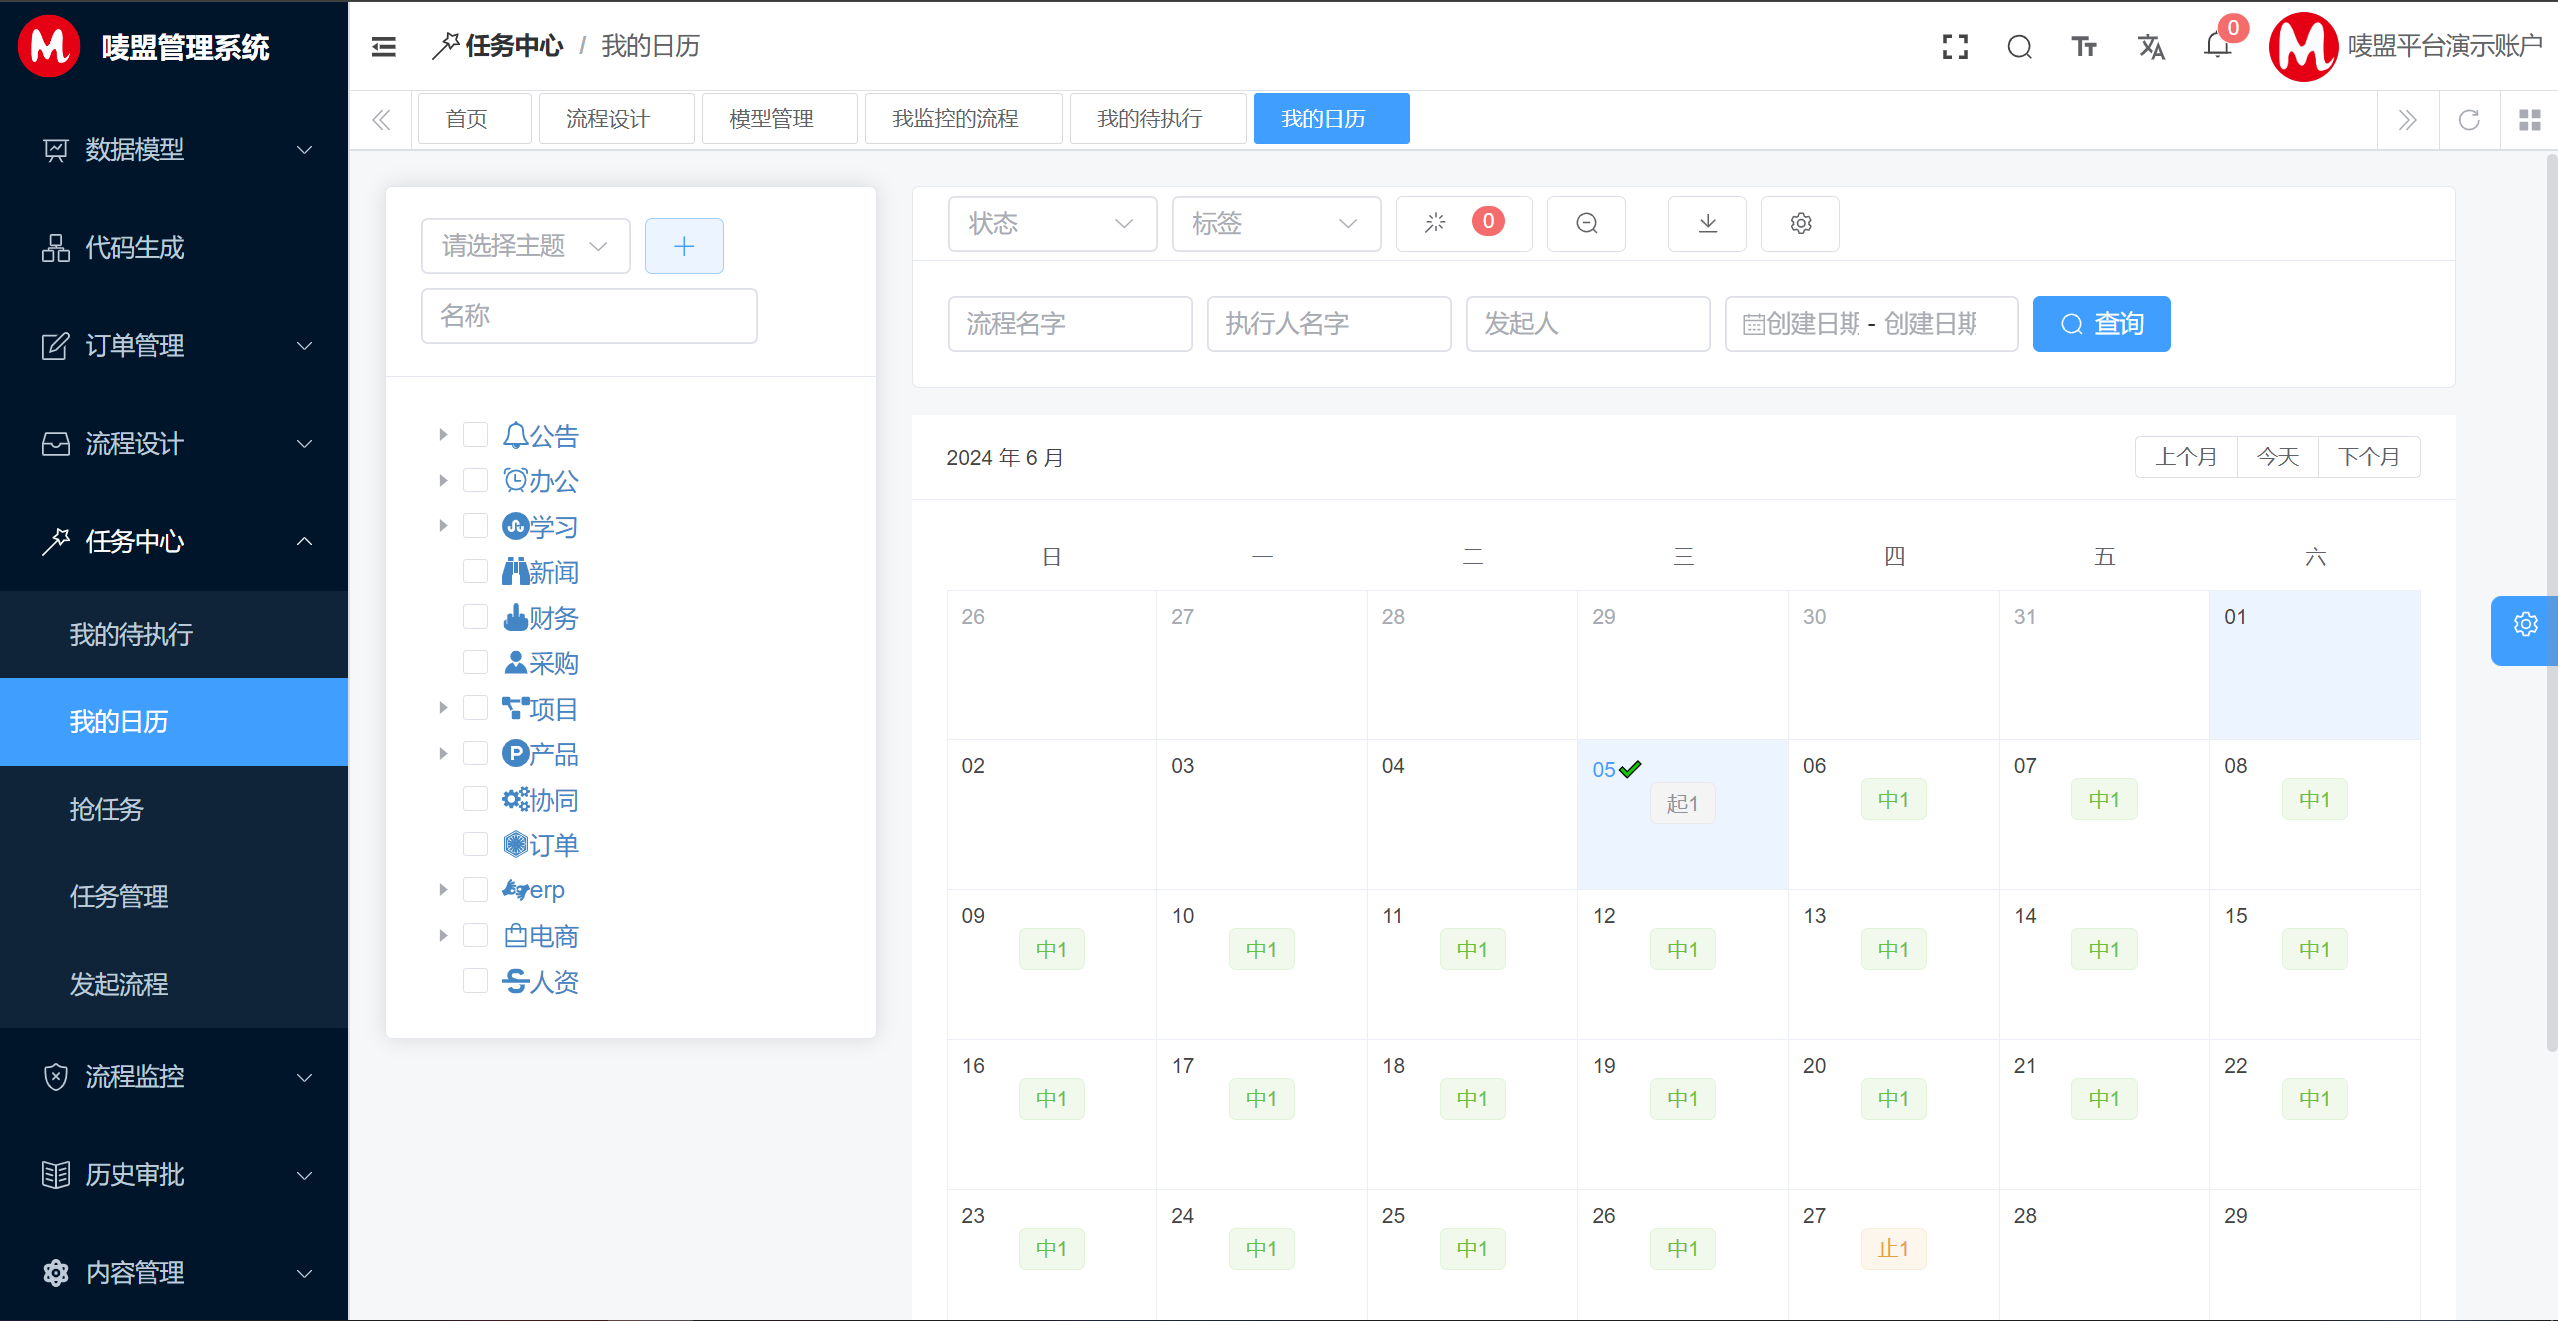 唛盟管理系统
数据模型
代码生成
订单管理
流程设计
任务中心
我的待执行
我的日历
抢任务
任务管理
发起流程
流程监控
历史审批
内容管理
任务中心 / 我的日历
0
唛盟平台演示账户
首页 流程设计 模型管理 我监控的流程 我的待执行 我的日历
请选择主题
名称
公告
办公
学习
新闻
财务
采购
项目
产品
协同
订单
erp
电商
人资
状态 标签 0
流程名字 执行人名字 发起人 创建日期 - 创建日期 查询
2024 年 6 月 上个月 今天 下个月
日 一 二 三 四 五 六
26 27 28 29 30 31 01
02 03 04 05 06 07 08
起1 中1 中1 中1
09 10 11 12 13 14 15
中1 中1 中1 中1 中1 中1 中1
16 17 18 19 20 21 22
中1 中1 中1 中1 中1 中1 中1
23 24 25 26 27 28 29
中1 中1 中1 中1 止1